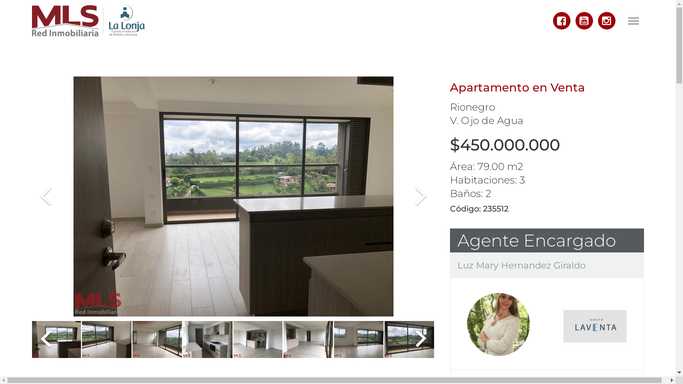 MLS
Red Inmobiliaria
La Lonja
Apartamento en Venta
Rionegro
V. Ojo de Agua
$450.000.000
Área: 79.00 m2
Habitaciones: 3
Baños: 2
Código: 235512
Agente Encargado
Luz Mary Hernandez Giraldo
LAVENTA
MLS
Red Inmobiliaria